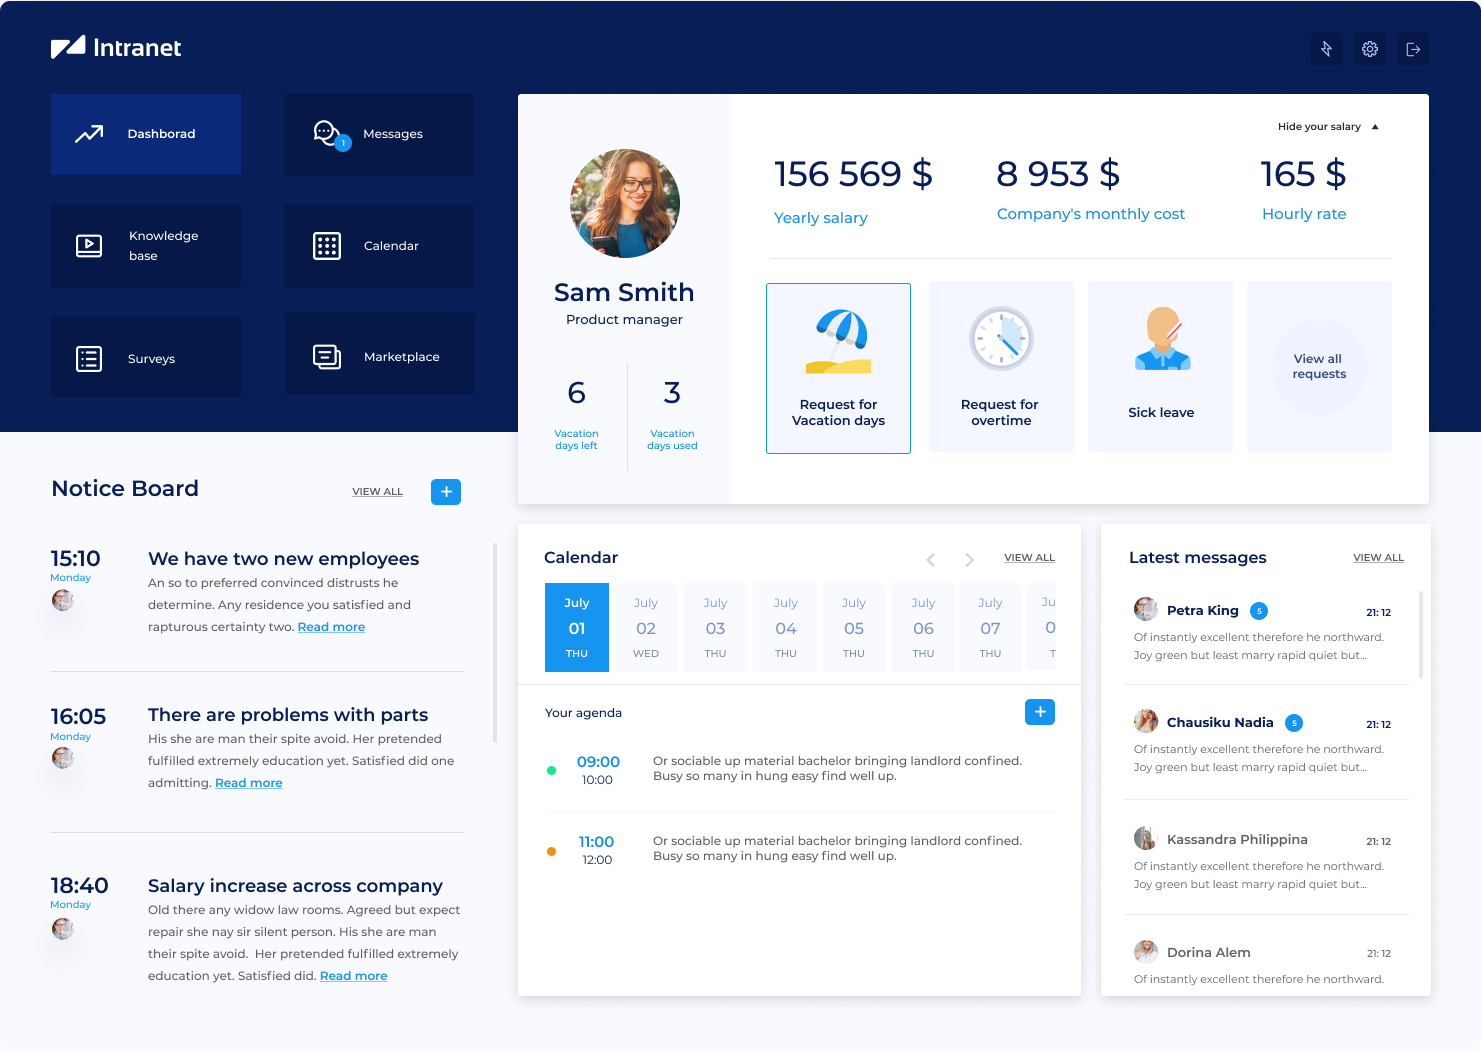 Intranet
Dashborad
Messages
1
Knowledge
base
Calendar
Surveys
Marketplace
Sam Smith
Product manager
6
Vacation
days left
3
Vacation
days used
Hide your salary
156 569 $
Yearly salary
8 953 $
Company's monthly cost
165 $
Hourly rate
Request for
Vacation days
Request for
overtime
Sick leave
View all
requests
Notice Board
VIEW ALL
15:10
Monday
We have two new employees
An so to preferred convinced distrusts he
determine. Any residence you satisfied and
rapturous certainty two. Read more
16:05
Monday
There are problems with parts
His she are man their spite avoid. Her pretended
fulfilled extremely education yet. Satisfied did one
admitting. Read more
18:40
Monday
Salary increase across company
Old there any widow law rooms. Agreed but expect
repair she nay sir silent person. His she are man
their spite avoid.  Her pretended fulfilled extremely
education yet. Satisfied did. Read more
Calendar
VIEW ALL
July
01
THU
July
02
WED
July
03
THU
July
04
THU
July
05
THU
July
06
THU
July
07
THU
Ju
0
T
Your agenda
09:00
10:00
Or sociable up material bachelor bringing landlord confined.
Busy so many in hung easy find well up.
11:00
12:00
Or sociable up material bachelor bringing landlord confined.
Busy so many in hung easy find well up.
Latest messages
VIEW ALL
Petra King
5
21: 12
Of instantly excellent therefore he northward.
Joy green but least marry rapid quiet but...
Chausiku Nadia
5
21: 12
Of instantly excellent therefore he northward.
Joy green but least marry rapid quiet but...
Kassandra Philippina
21: 12
Of instantly excellent therefore he northward.
Joy green but least marry rapid quiet but...
Dorina Alem
21: 12
Of instantly excellent therefore he northward.